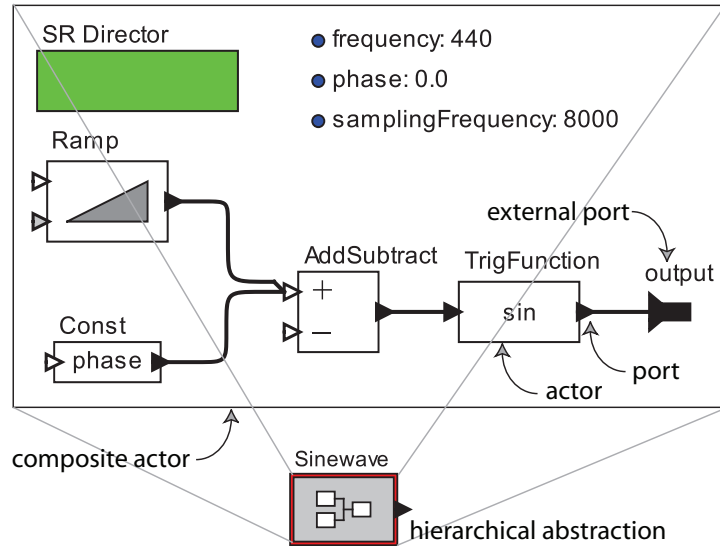 SR Director
frequency: 440
phase: 0.0
samplingFrequency: 8000
Ramp
external port
output
AddSubtract
TrigFunction
+
−
sin
Const
phase
port
actor
composite actor
Sinewave
hierarchical abstraction